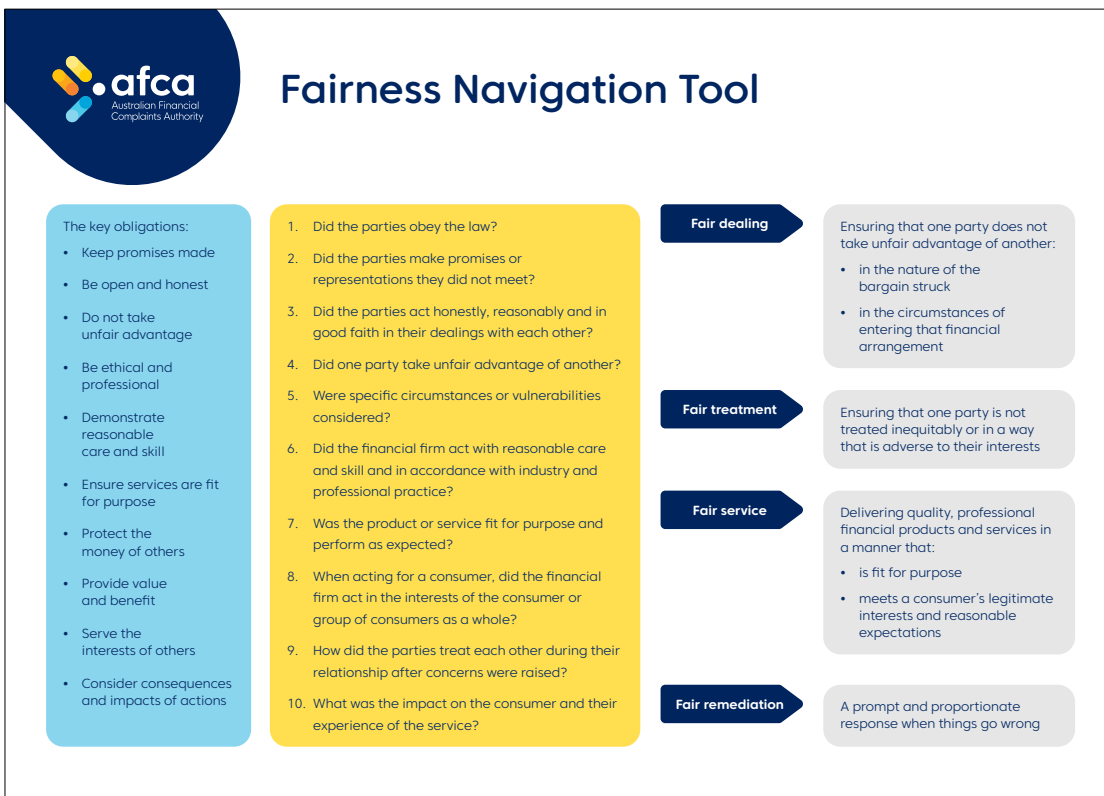 afca
Australian Financial
Complaints Authority
Fairness Navigation Tool
The key obligations:
• Keep promises made
• Be open and honest
• Do not take
unfair advantage
• Be ethical and
professional
• Demonstrate
reasonable
care and skill
• Ensure services are fit
for purpose
• Protect the
money of others
• Provide value
and benefit
• Serve the
interests of others
• Consider consequences
and impacts of actions
1. Did the parties obey the law?
2. Did the parties make promises or
representations they did not meet?
3. Did the parties act honestly, reasonably and in
good faith in their dealings with each other?
4. Did one party take unfair advantage of another?
5. Were specific circumstances or vulnerabilities
considered?
6. Did the financial firm act with reasonable care
and skill and in accordance with industry and
professional practice?
7. Was the product or service fit for purpose and
perform as expected?
8. When acting for a consumer, did the financial
firm act in the interests of the consumer or
group of consumers as a whole?
9. How did the parties treat each other during their
relationship after concerns were raised?
10. What was the impact on the consumer and their
experience of the service?
Fair dealing
Ensuring that one party does not
take unfair advantage of another:
• in the nature of the
bargain struck
• in the circumstances of
entering that financial
arrangement
Fair treatment
Ensuring that one party is not
treated inequitably or in a way
that is adverse to their interests
Fair service
Delivering quality, professional
financial products and services in
a manner that:
• is fit for purpose
• meets a consumer's legitimate
interests and reasonable
expectations
Fair remediation
A prompt and proportionate
response when things go wrong